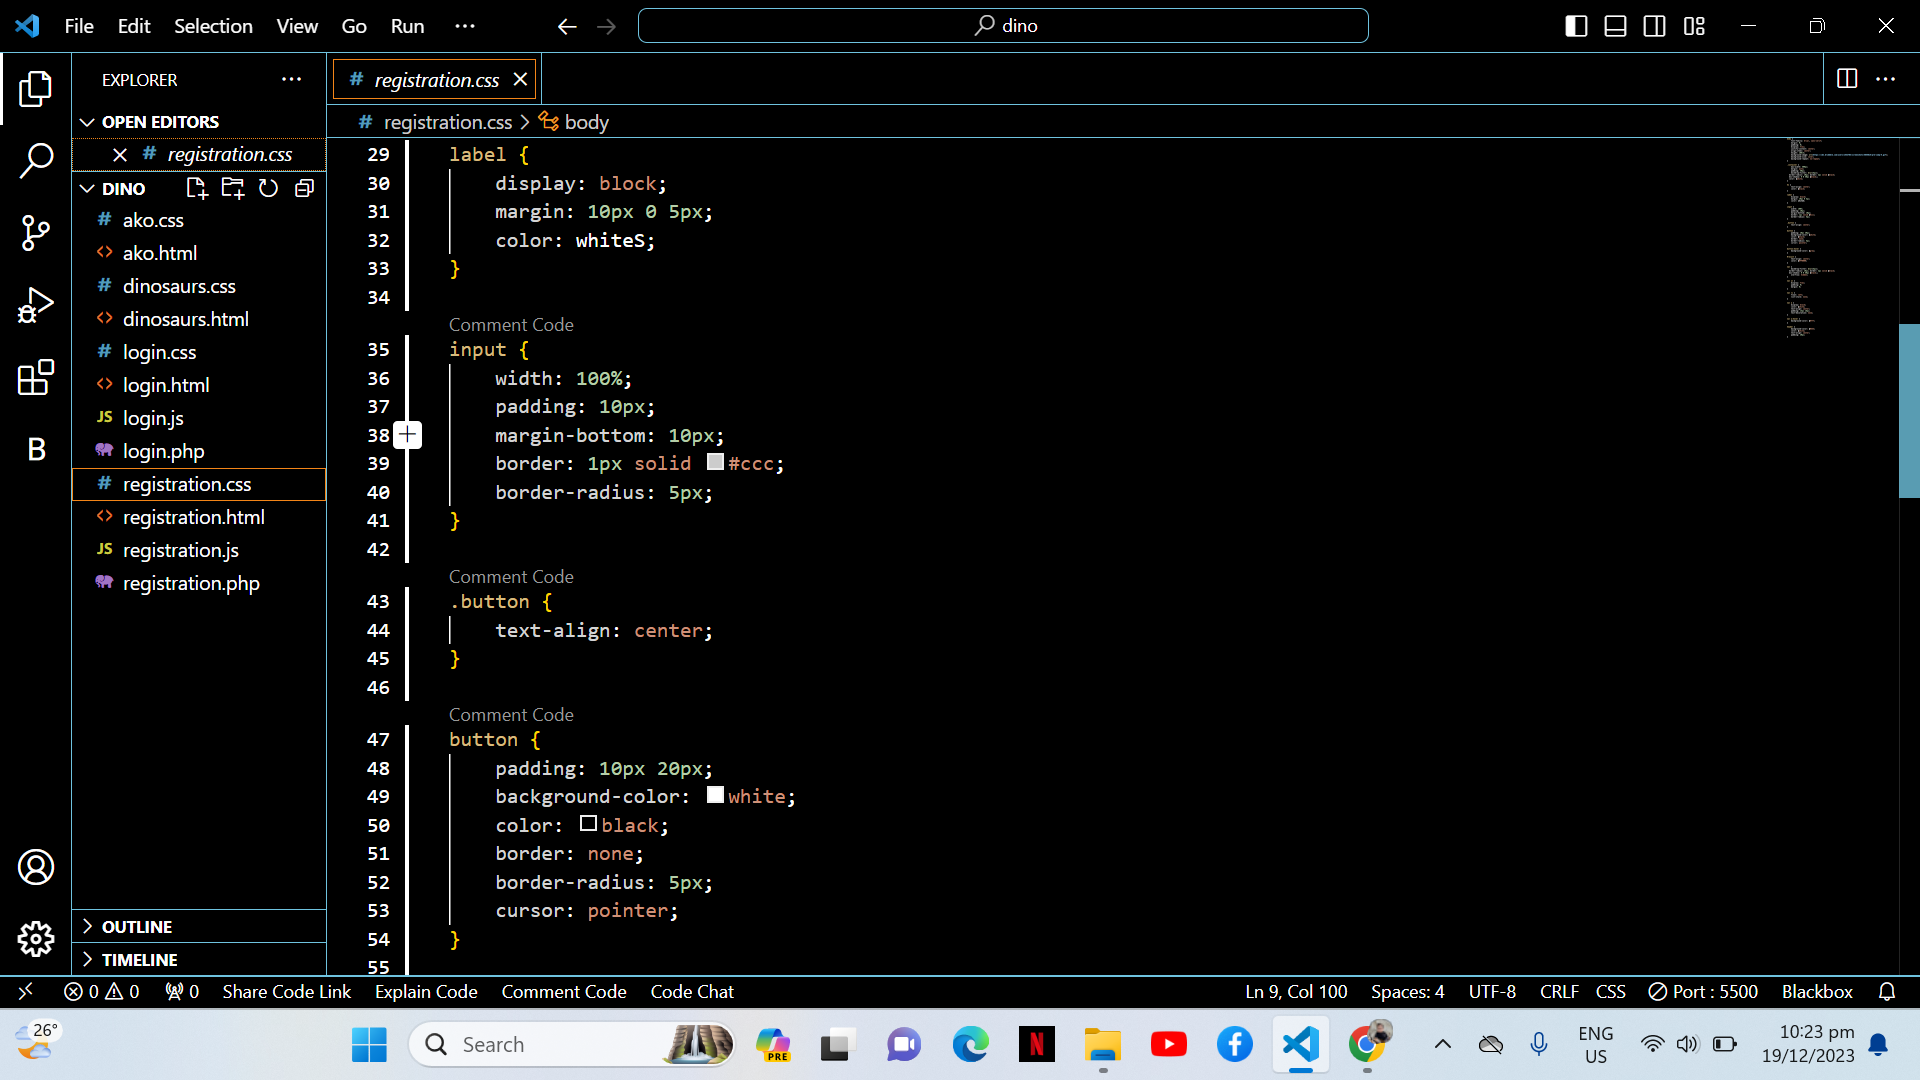 File Edit Selection View Go Run ··· dino
EXPLORER ···
# registration.css
OPEN EDITORS
# registration.css > body
# registration.css
DINO
# ako.css
<> ako.html
# dinosaurs.css
<> dinosaurs.html
# login.css
<> login.html
JS login.js
login.php
# registration.css
<> registration.html
JS registration.js
registration.php
OUTLINE
TIMELINE
29 label {
30 display: block;
31 margin: 10px 0 5px;
32 color: whiteS;
33 }
34
Comment Code
35 input {
36 width: 100%;
37 padding: 10px;
38 margin-bottom: 10px;
39 border: 1px solid #ccc;
40 border-radius: 5px;
41 }
42
Comment Code
43 .button {
44 text-align: center;
45 }
46
Comment Code
47 button {
48 padding: 10px 20px;
49 background-color: white;
50 color: black;
51 border: none;
52 border-radius: 5px;
53 cursor: pointer;
54 }
55
B
0 0 0 Share Code Link Explain Code Comment Code Code Chat Ln 9, Col 100 Spaces: 4 UTF-8 CRLF CSS Port : 5500 Blackbox
26° Search PRE N ENG US 10:23 pm
19/12/2023